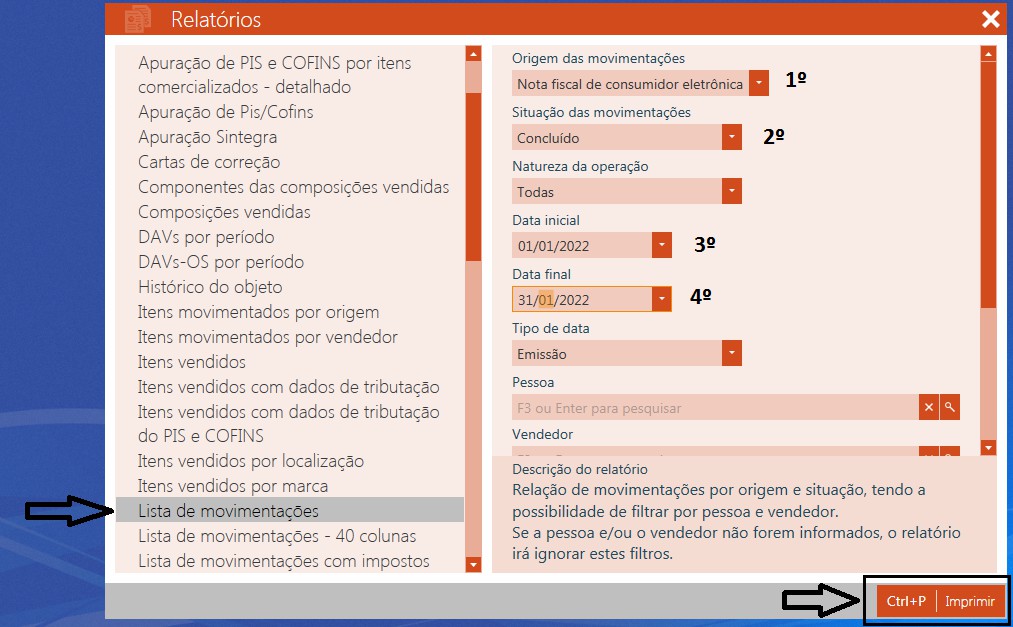 Relatórios
Apuração de PIS e COFINS por itens
comercializados - detalhado
Apuração de Pis/Cofins
Apuração Sintegra
Cartas de correção
Componentes das composições vendidas
Composições vendidas
DAVs por período
DAVs-OS por período
Histórico do objeto
Itens movimentados por origem
Itens movimentados por vendedor
Itens vendidos
Itens vendidos com dados de tributação
Itens vendidos com dados de tributação
do PIS e COFINS
Itens vendidos por localização
Itens vendidos por marca
Lista de movimentações
Lista de movimentações - 40 colunas
Lista de movimentações com impostos
Origem das movimentações
Nota fiscal de consumidor eletrônica 1º
Situação das movimentações
Concluído 2º
Natureza da operação
Todas
Data inicial
01/01/2022 3º
Data final
31/01/2022 4º
Tipo de data
Emissão
Pessoa
F3 ou Enter para pesquisar
Vendedor
Descrição do relatório
Relação de movimentações por origem e situação, tendo a
possibilidade de filtrar por pessoa e vendedor.
Se a pessoa e/ou o vendedor não forem informados, o relatório
irá ignorar estes filtros.
Ctrl+P Imprimir